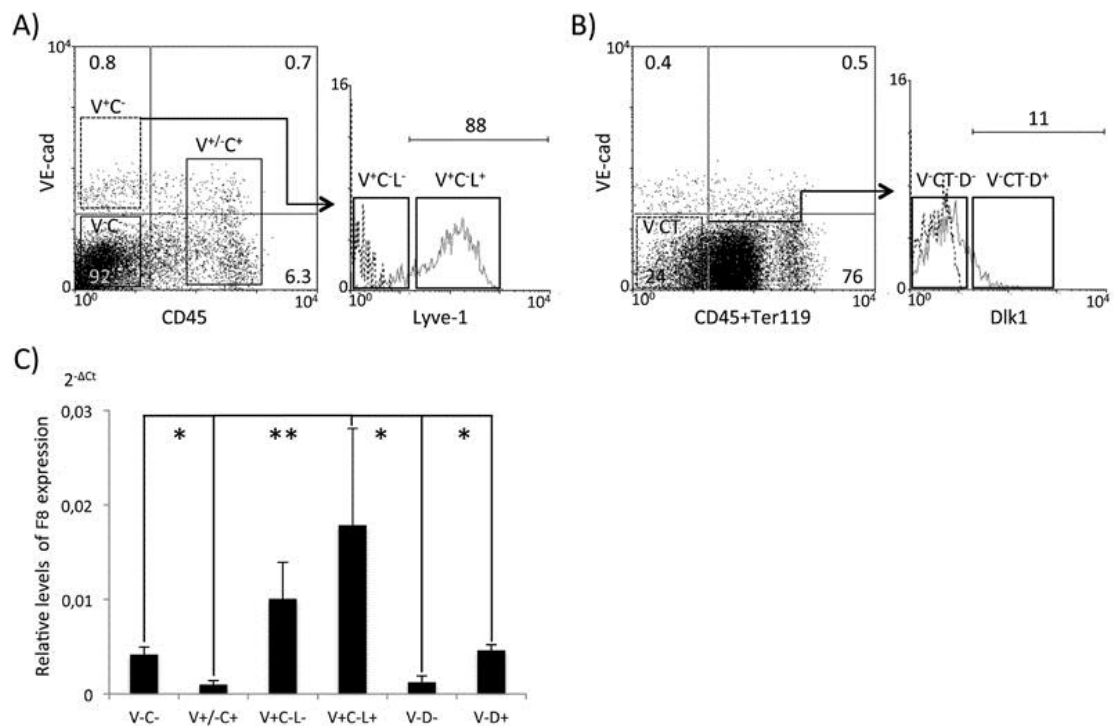 A)
10⁴
0.8
0.7
V⁺C⁻
V⁺/⁻C⁺
V⁻C⁻
92
6.3
VE-cad
10⁰
10⁴
CD45
16
88
V⁺C⁻L⁻
V⁺C⁻L⁺
8
0
10⁰
10⁴
Lyve-1
B)
10⁴
0.4
0.5
V⁻CT⁻
24
76
VE-cad
10⁰
10⁴
CD45+Ter119
16
11
V⁻CT⁻D⁻
V⁻CT⁻D⁺
8
0
10⁰
10⁴
Dlk1
C)
2⁻ΔCt
Relative levels of F8 expression
0,03
* ** * *
0,02
0,01
0
V-C- V+/-C+ V+C-L- V+C-L+ V-D- V-D+